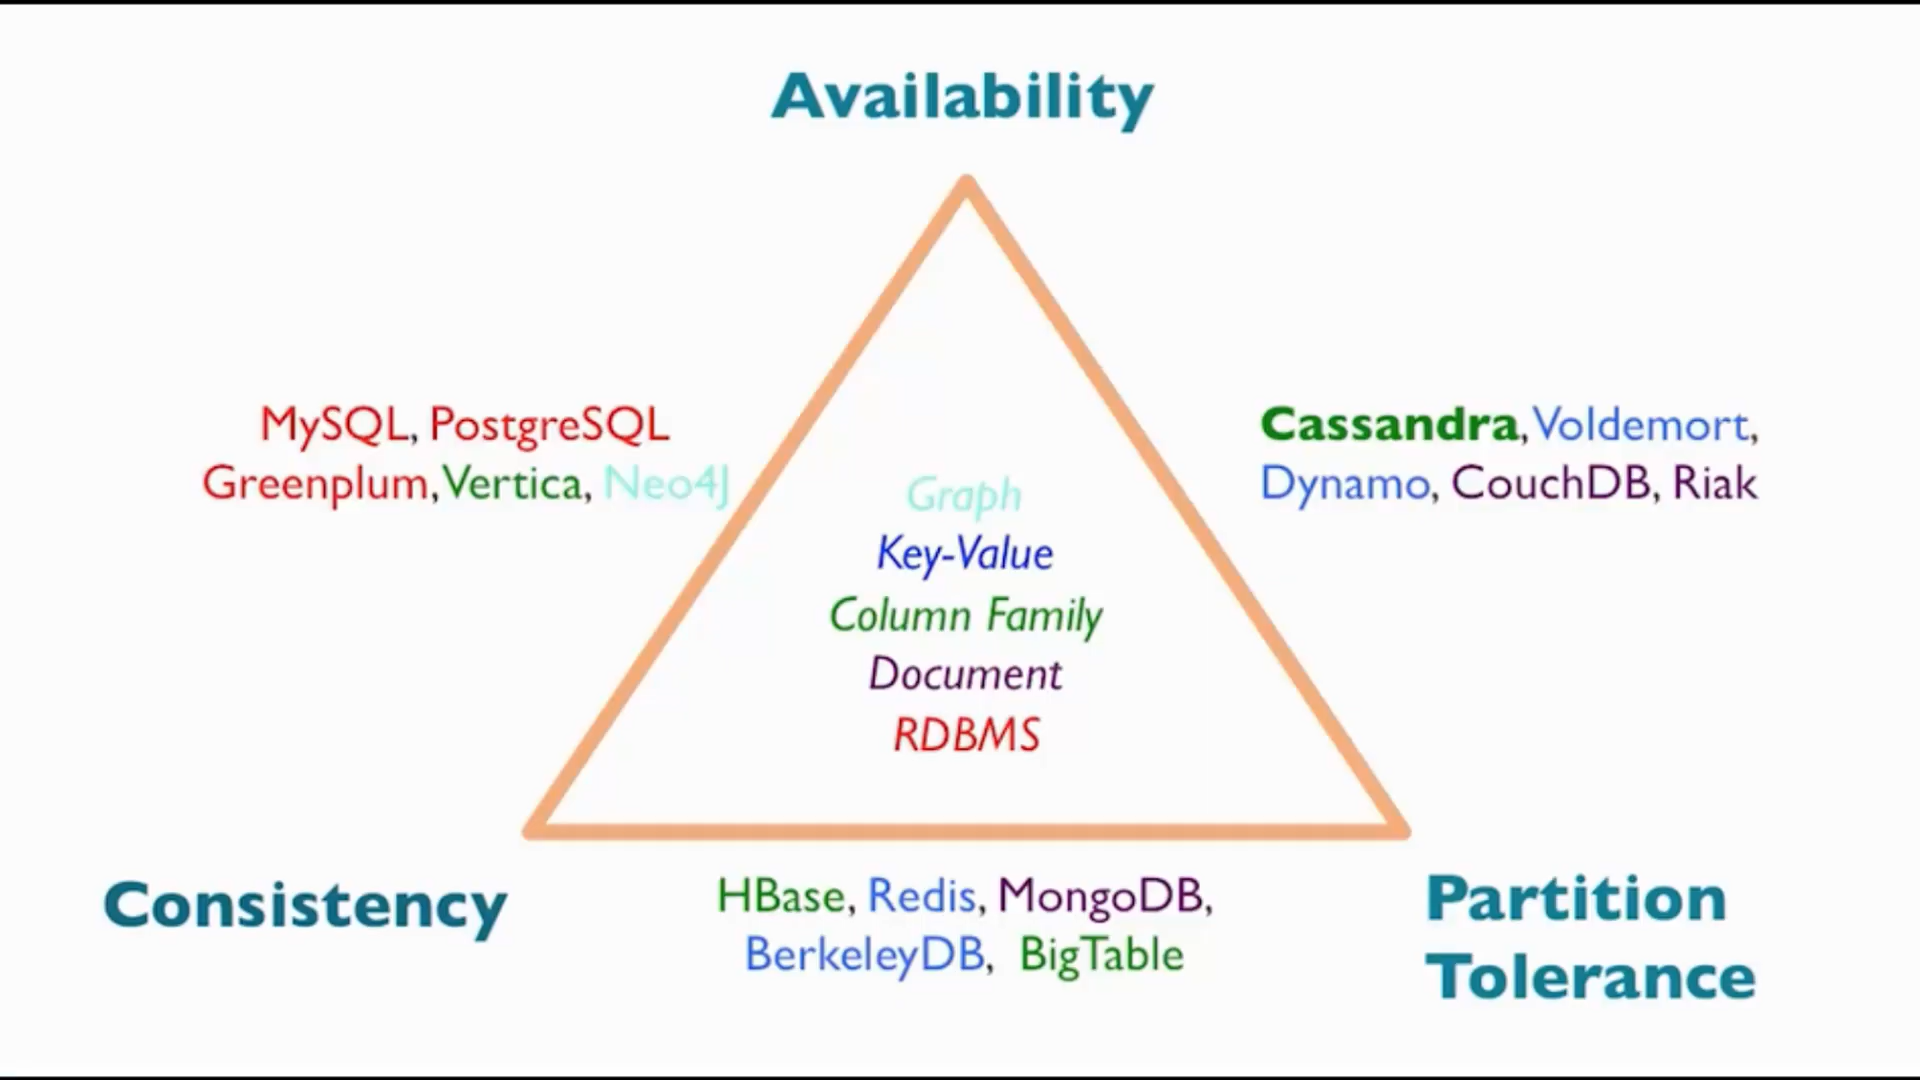 Availability
MySQL, PostgreSQL
Greenplum, Vertica, Neo4J
Cassandra, Voldemort,
Dynamo, CouchDB, Riak
Graph
Key-Value
Column Family
Document
RDBMS
Consistency
HBase, Redis, MongoDB,
BerkeleyDB, BigTable
Partition
Tolerance